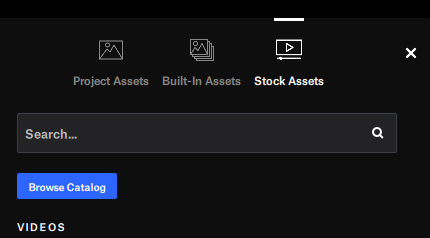 Project Assets Built-In Assets Stock Assets
Search...
Browse Catalog
VIDEOS